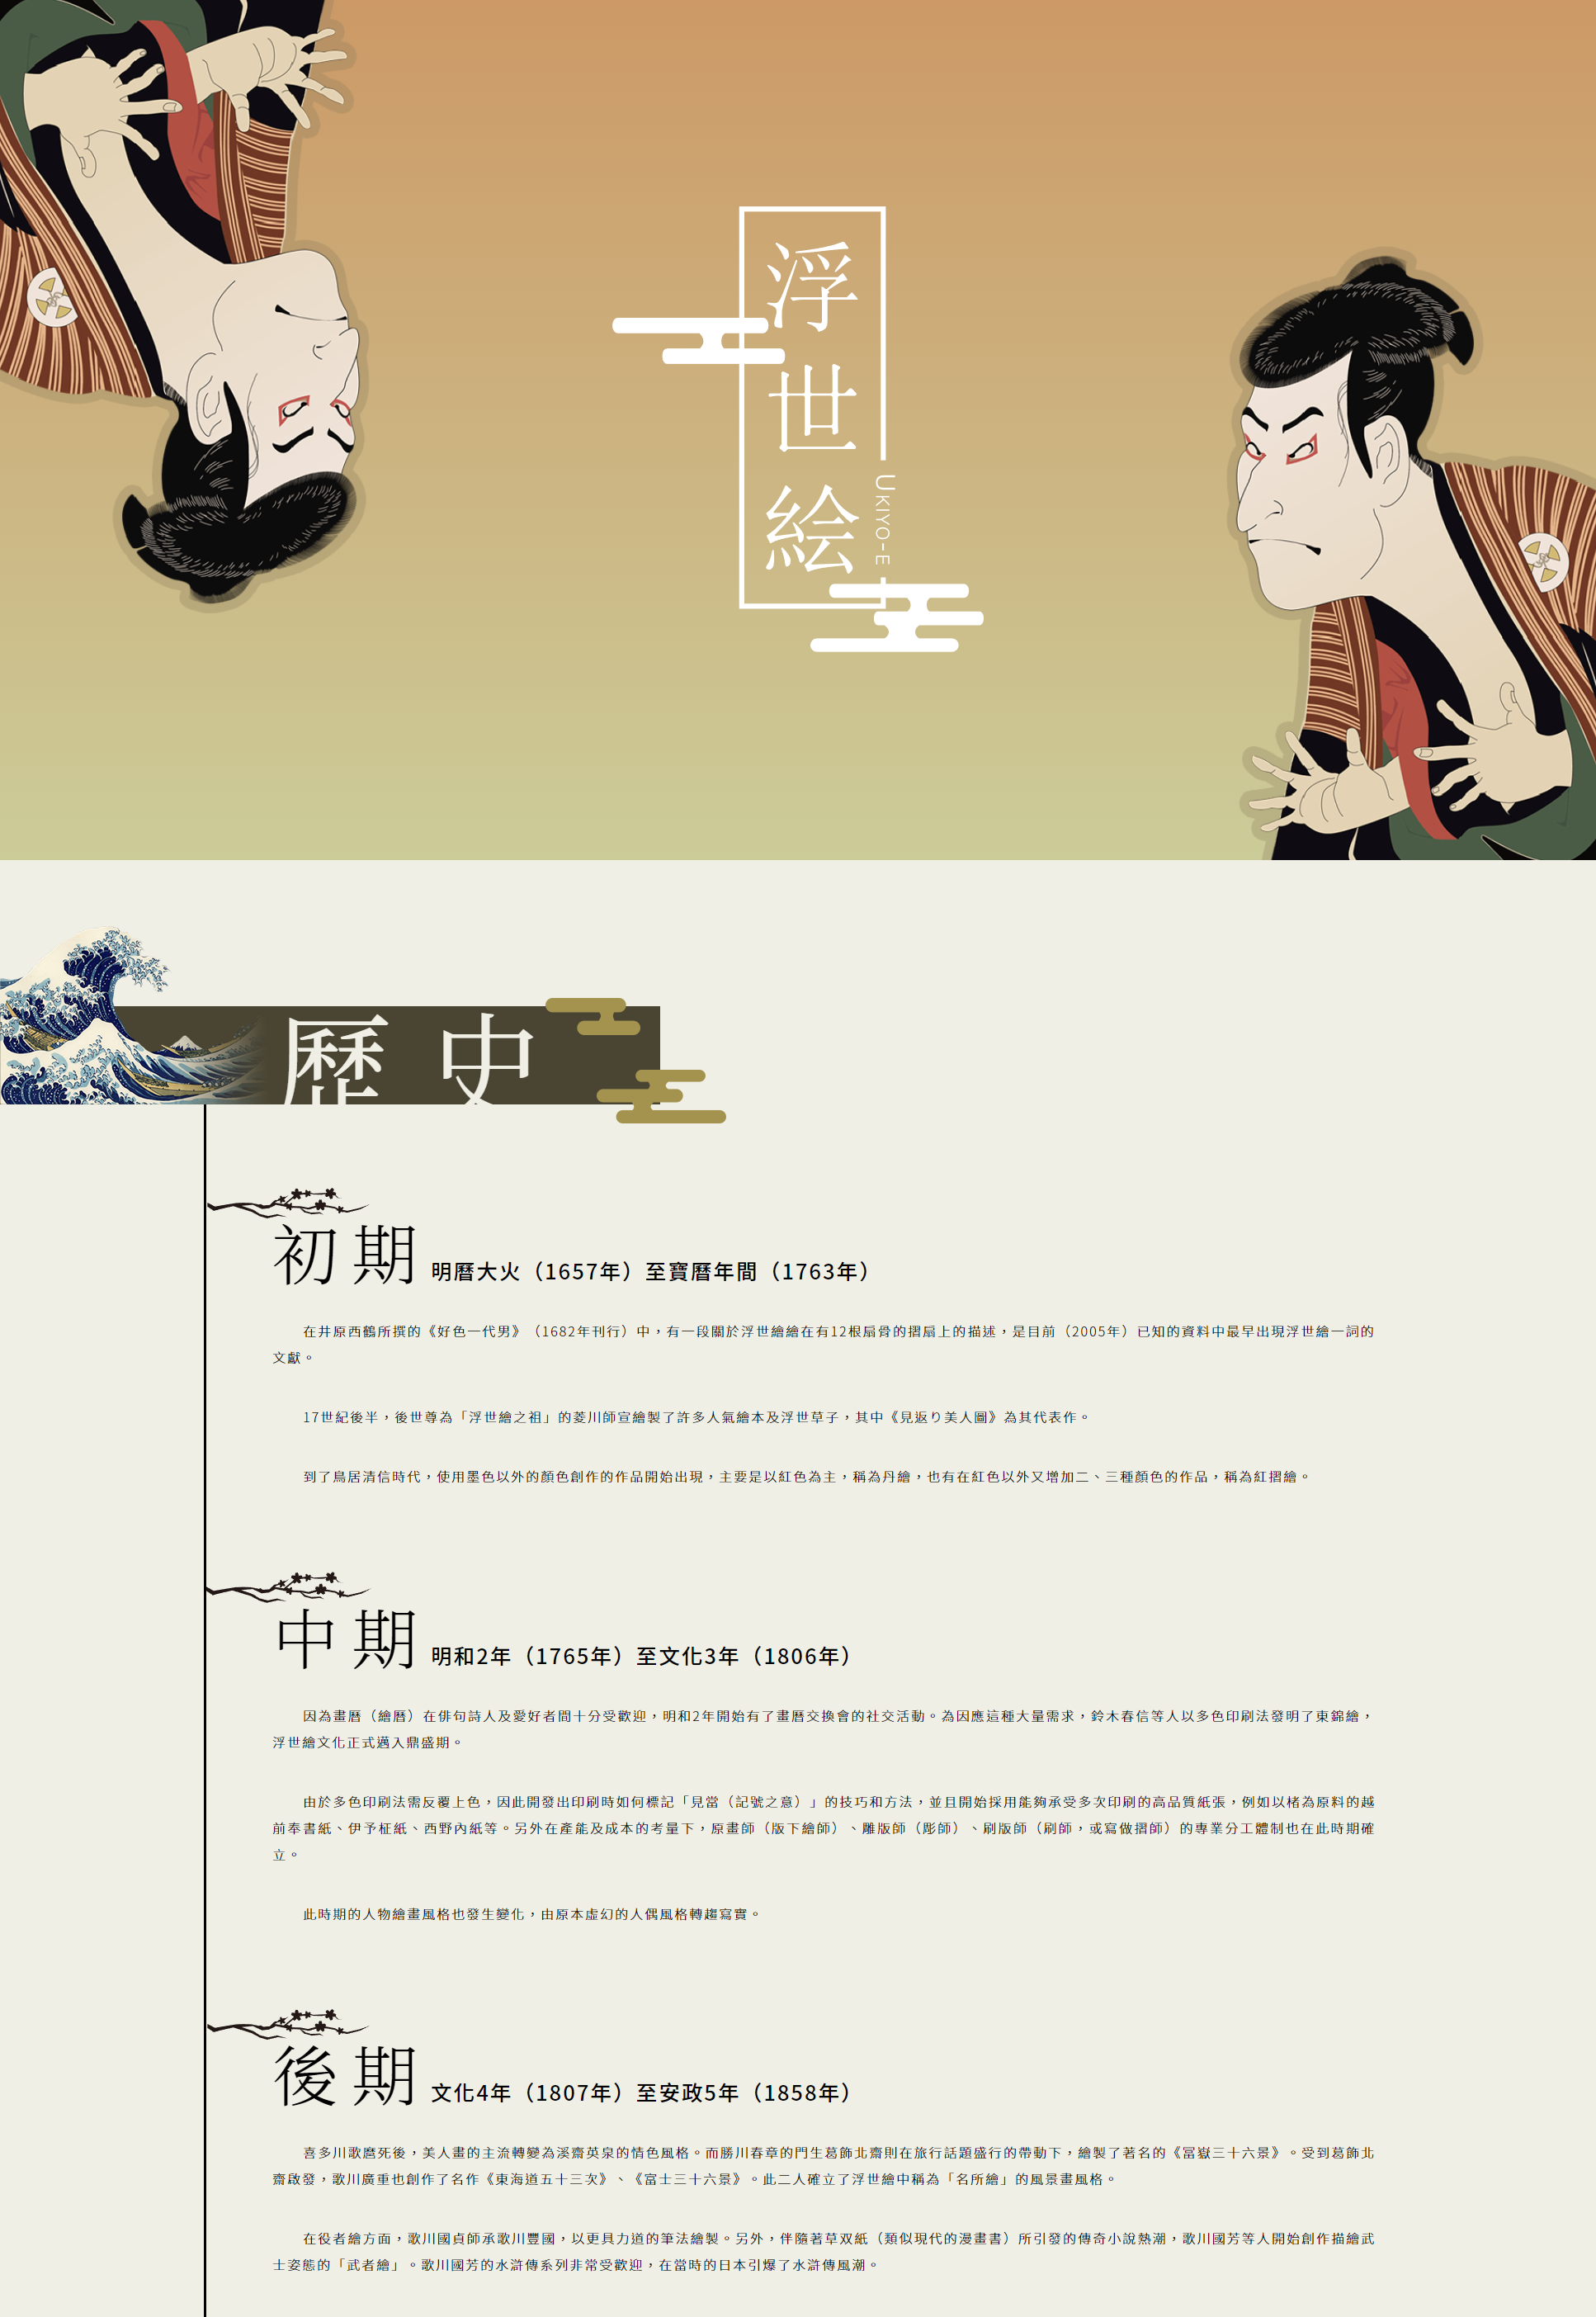 浮世絵
UKIYO-E
歷史
初期 明曆大火（1657年）至寶曆年間（1763年）
在井原西鶴所撰的《好色一代男》（1682年刊行）中，有一段關於浮世繪繪在有12根扇骨的摺扇上的描述，是目前（2005年）已知的資料中最早出現浮世繪一詞的
文獻。
17世紀後半，後世尊為「浮世繪之祖」的菱川師宣繪製了許多人氣繪本及浮世草子，其中《見返り美人圖》為其代表作。
到了鳥居清信時代，使用墨色以外的顏色創作的作品開始出現，主要是以紅色為主，稱為丹繪，也有在紅色以外又增加二、三種顏色的作品，稱為紅摺繪。
中期 明和2年（1765年）至文化3年（1806年）
因為畫曆（繪曆）在俳句詩人及愛好者間十分受歡迎，明和2年開始有了畫曆交換會的社交活動。為因應這種大量需求，鈴木春信等人以多色印刷法發明了東錦繪，
浮世繪文化正式邁入鼎盛期。
由於多色印刷法需反覆上色，因此開發出印刷時如何標記「見當（記號之意）」的技巧和方法，並且開始採用能夠承受多次印刷的高品質紙張，例如以楮為原料的越
前奉書紙、伊予柾紙、西野內紙等。另外在產能及成本的考量下，原畫師（版下繪師）、雕版師（彫師）、刷版師（刷師，或寫做摺師）的專業分工體制也在此時期確
立。
此時期的人物繪畫風格也發生變化，由原本虛幻的人偶風格轉趨寫實。
後期 文化4年（1807年）至安政5年（1858年）
喜多川歌麿死後，美人畫的主流轉變為溪齋英泉的情色風格。而勝川春章的門生葛飾北齋則在旅行話題盛行的帶動下，繪製了著名的《冨嶽三十六景》。受到葛飾北
齋啟發，歌川廣重也創作了名作《東海道五十三次》、《富士三十六景》。此二人確立了浮世繪中稱為「名所繪」的風景畫風格。
在役者繪方面，歌川國貞師承歌川豐國，以更具力道的筆法繪製。另外，伴隨著草双紙（類似現代的漫畫書）所引發的傳奇小說熱潮，歌川國芳等人開始創作描繪武
士姿態的「武者繪」。歌川國芳的水滸傳系列非常受歡迎，在當時的日本引爆了水滸傳風潮。